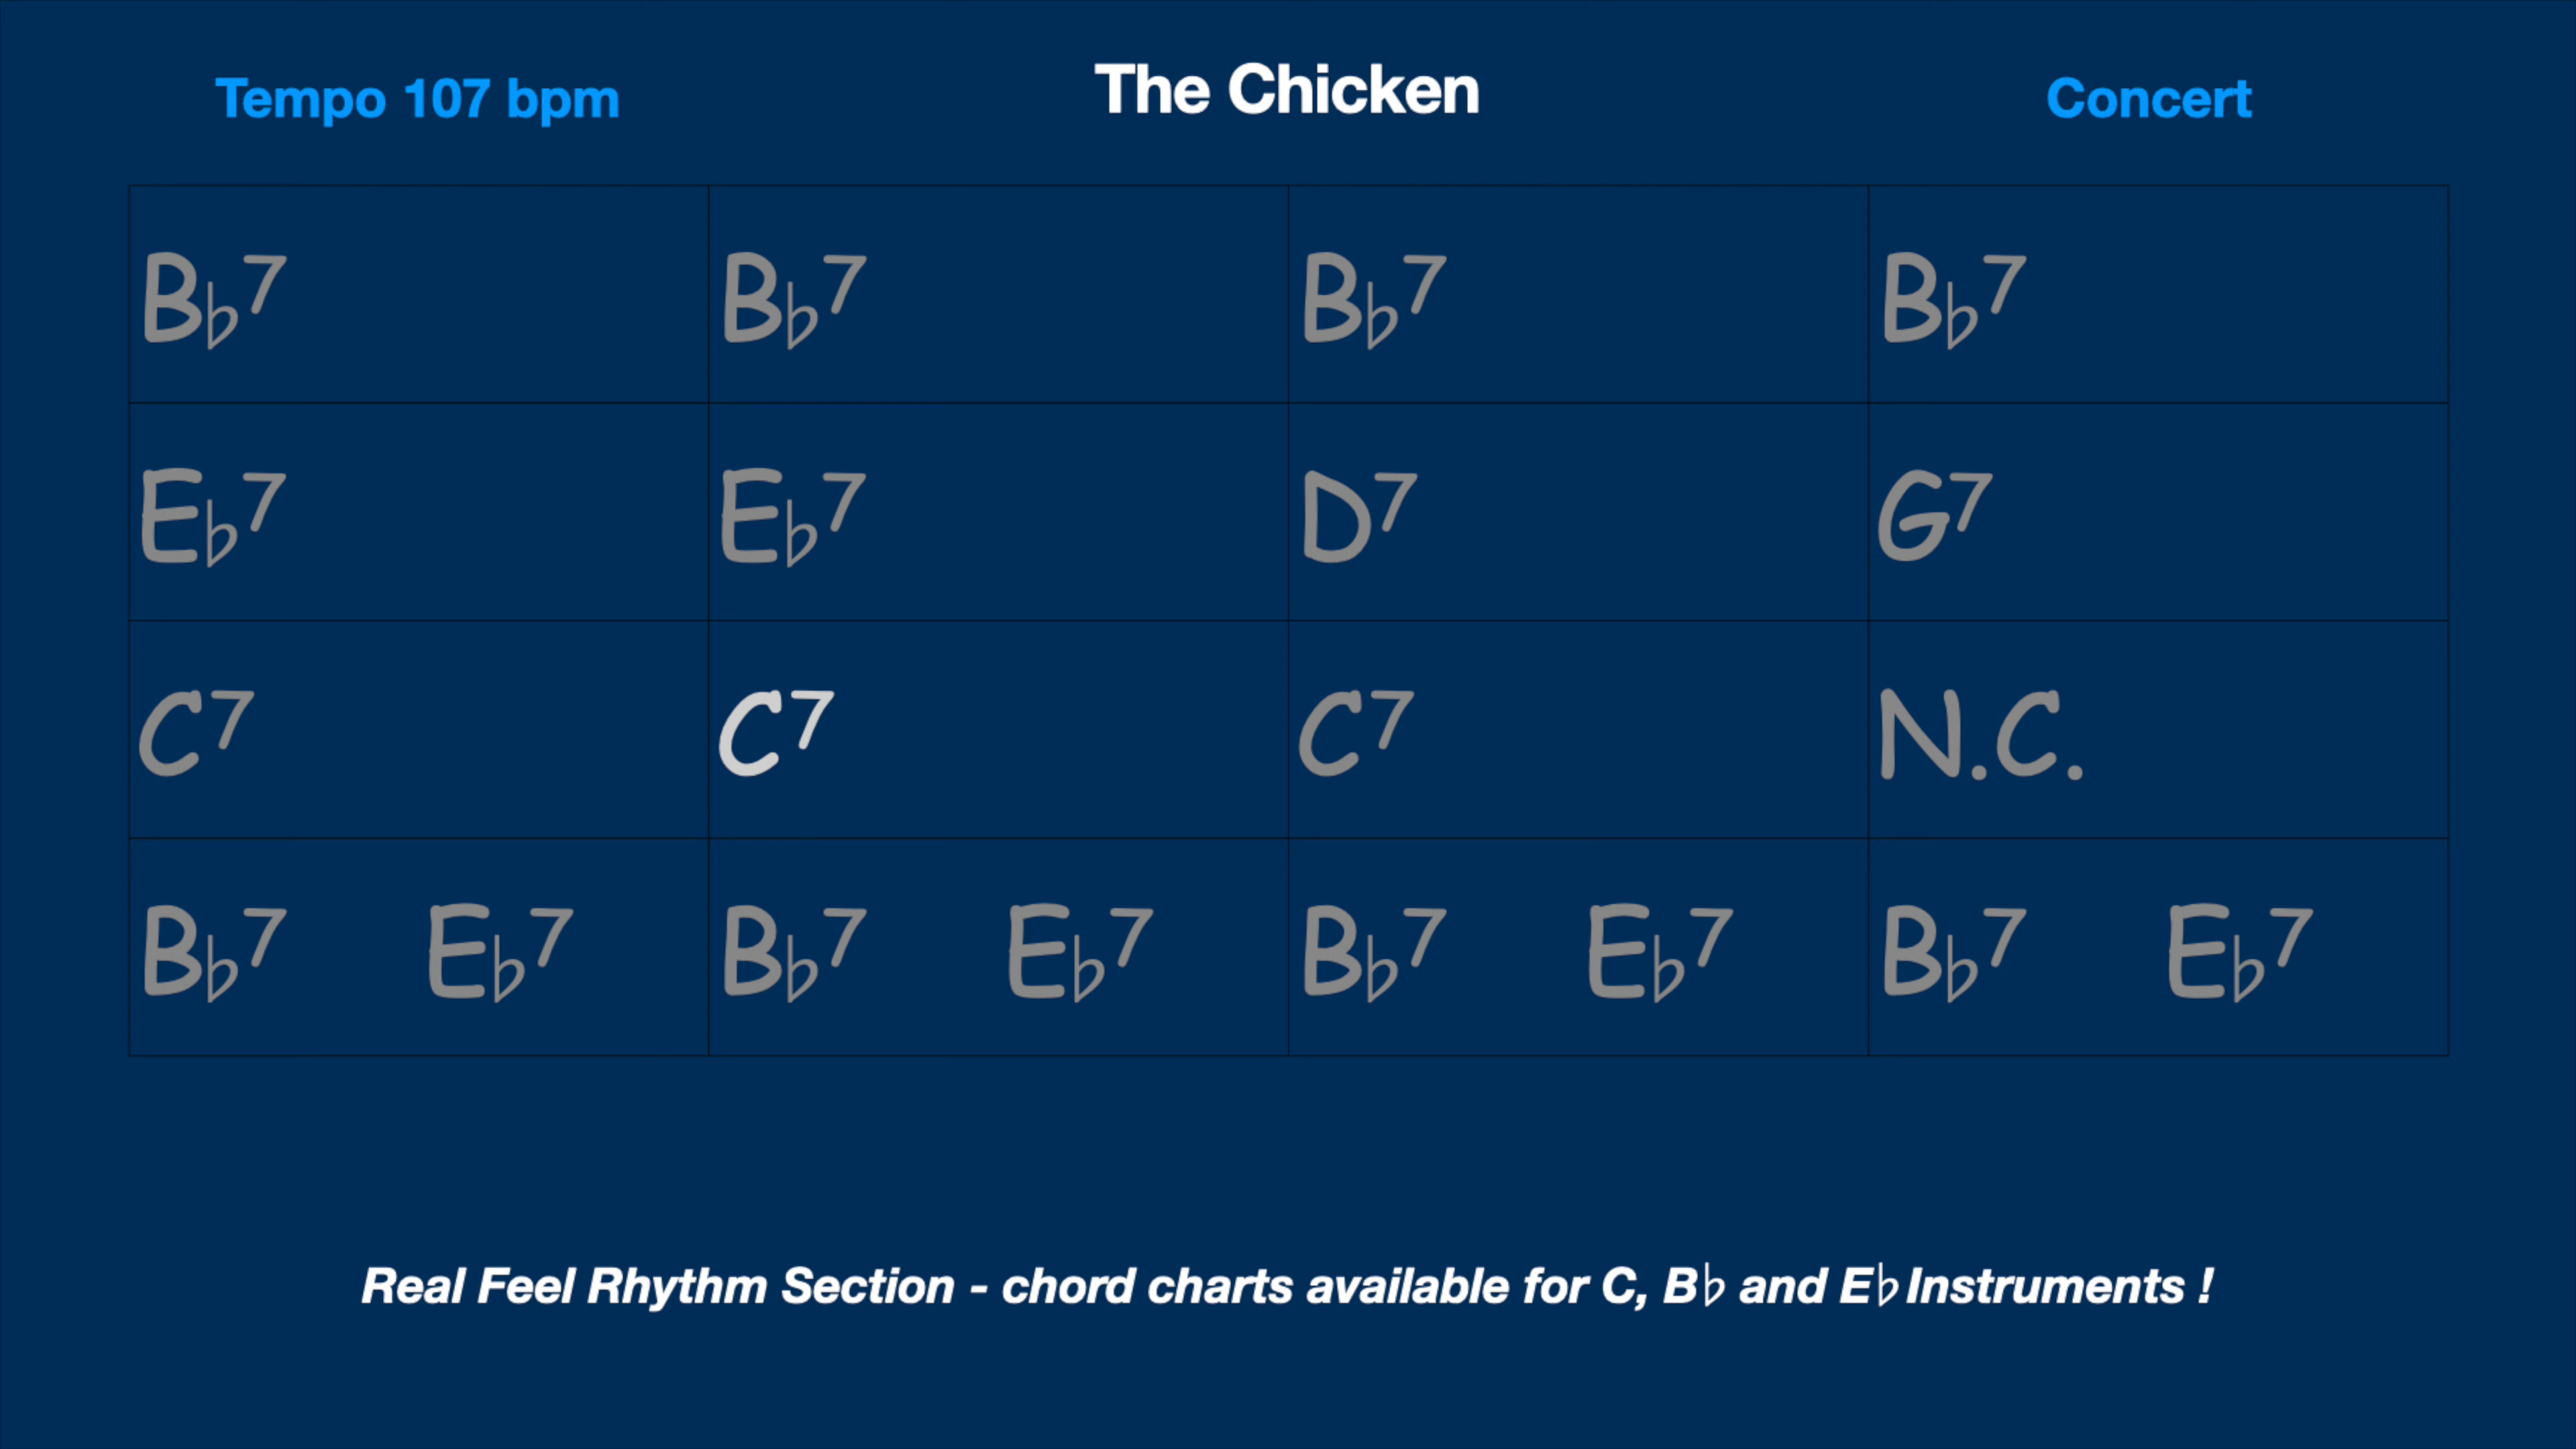 Tempo 107 bpm The Chicken Concert
B♭7 B♭7 B♭7 B♭7
E♭7 E♭7 D7 G7
C7 C7 C7 N.C.
B♭7 E♭7 B♭7 E♭7 B♭7 E♭7 B♭7 E♭7
Real Feel Rhythm Section - chord charts available for C, B♭ and E♭ Instruments !